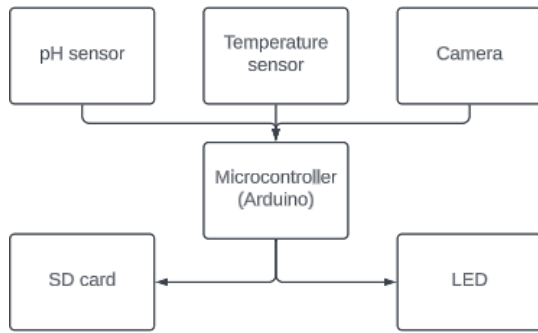 pH sensor
Temperature
sensor
Camera
Microcontroller
(Arduino)
SD card
LED